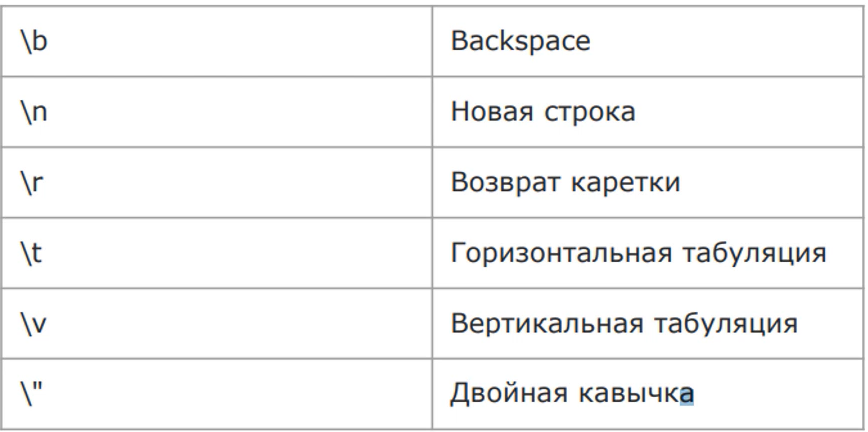 \b Backspace
\n Новая строка
\r Возврат каретки
\t Горизонтальная табуляция
\v Вертикальная табуляция
\" Двойная кавычка